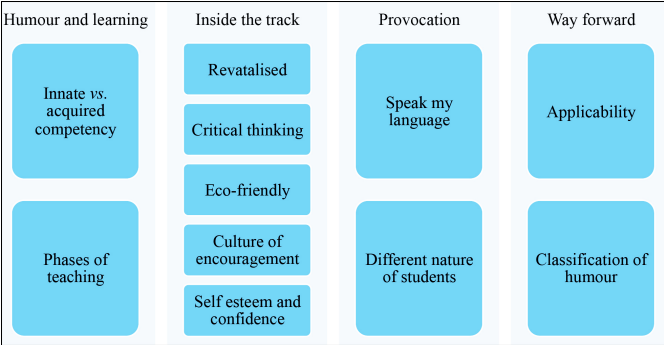 Humour and learning
Innate vs.
acquired
competency
Phases of
teaching
Inside the track
Revatalised
Critical thinking
Eco-friendly
Culture of
encouragement
Self esteem and
confidence
Provocation
Speak my
language
Different nature
of students
Way forward
Applicability
Classification of
humour